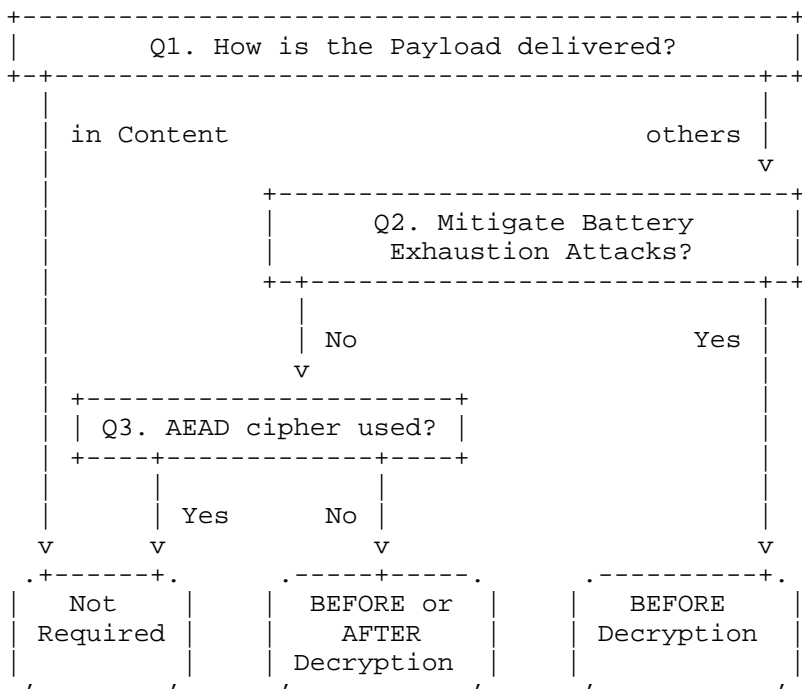 Q1. How is the Payload delivered?
in Content others
Q2. Mitigate Battery
Exhaustion Attacks?
No Yes
Q3. AEAD cipher used?
Yes No
Not BEFORE or BEFORE
Required AFTER Decryption
Decryption